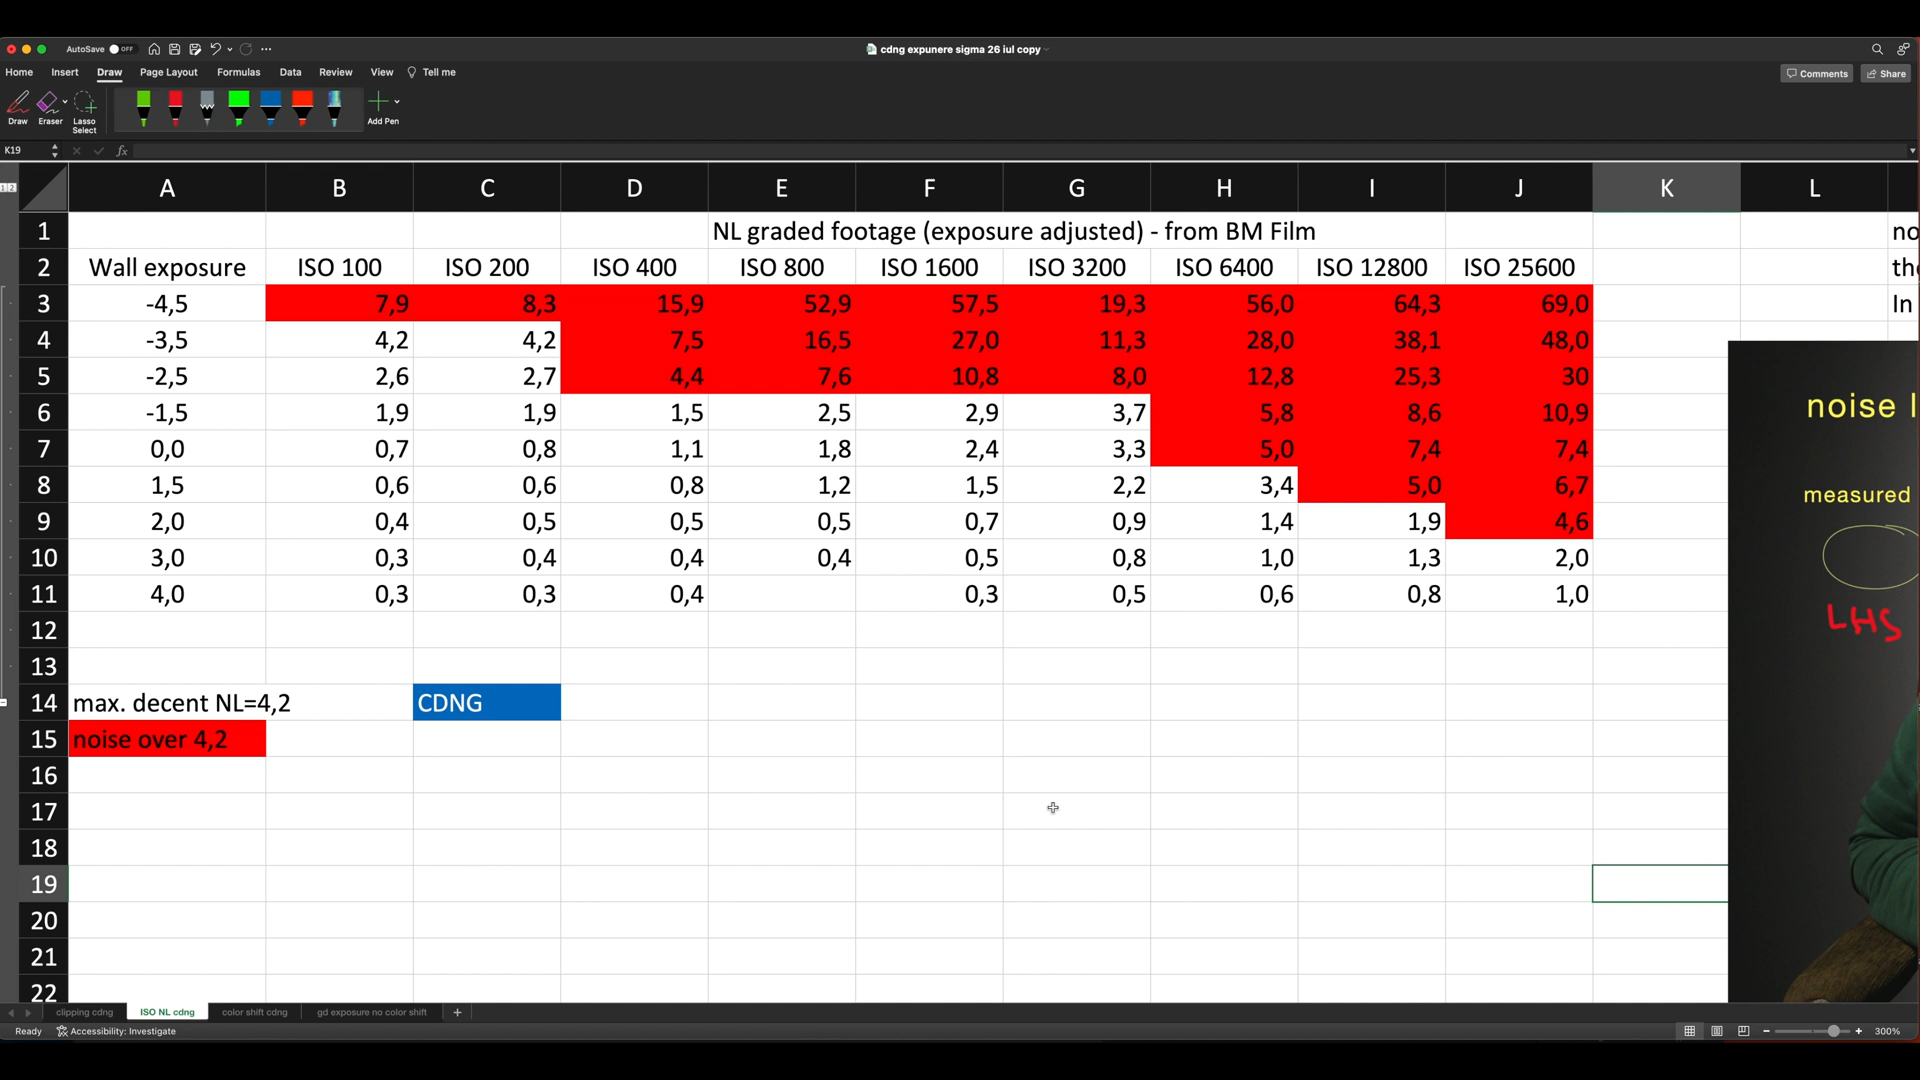 AutoSave OFF
cdng expunere sigma 26 iul copy
Home Insert Draw Page Layout Formulas Data Review View Tell me
Comments Share
Draw Eraser Lasso Select Add Pen
K19 fx
1 2
A B C D E F G H I J K L
1 NL graded footage (exposure adjusted) - from BM Film no
2 Wall exposure ISO 100 ISO 200 ISO 400 ISO 800 ISO 1600 ISO 3200 ISO 6400 ISO 12800 ISO 25600 the
3 -4,5 7,9 8,3 15,9 52,9 57,5 19,3 56,0 64,3 69,0 In
4 -3,5 4,2 4,2 7,5 16,5 27,0 11,3 28,0 38,1 48,0
5 -2,5 2,6 2,7 4,4 7,6 10,8 8,0 12,8 25,3 30
6 -1,5 1,9 1,9 1,5 2,5 2,9 3,7 5,8 8,6 10,9
7 0,0 0,7 0,8 1,1 1,8 2,4 3,3 5,0 7,4 7,4
8 1,5 0,6 0,6 0,8 1,2 1,5 2,2 3,4 5,0 6,7
9 2,0 0,4 0,5 0,5 0,5 0,7 0,9 1,4 1,9 4,6
10 3,0 0,3 0,4 0,4 0,4 0,5 0,8 1,0 1,3 2,0
11 4,0 0,3 0,3 0,4 0,3 0,5 0,6 0,8 1,0
12
13
14 max. decent NL=4,2 CDNG
15 noise over 4,2
16
17
18
19
20
21
22
noise l
measured
LHS
clipping cdng ISO NL cdng color shift cdng gd exposure no color shift
Ready Accessibility: Investigate 300%